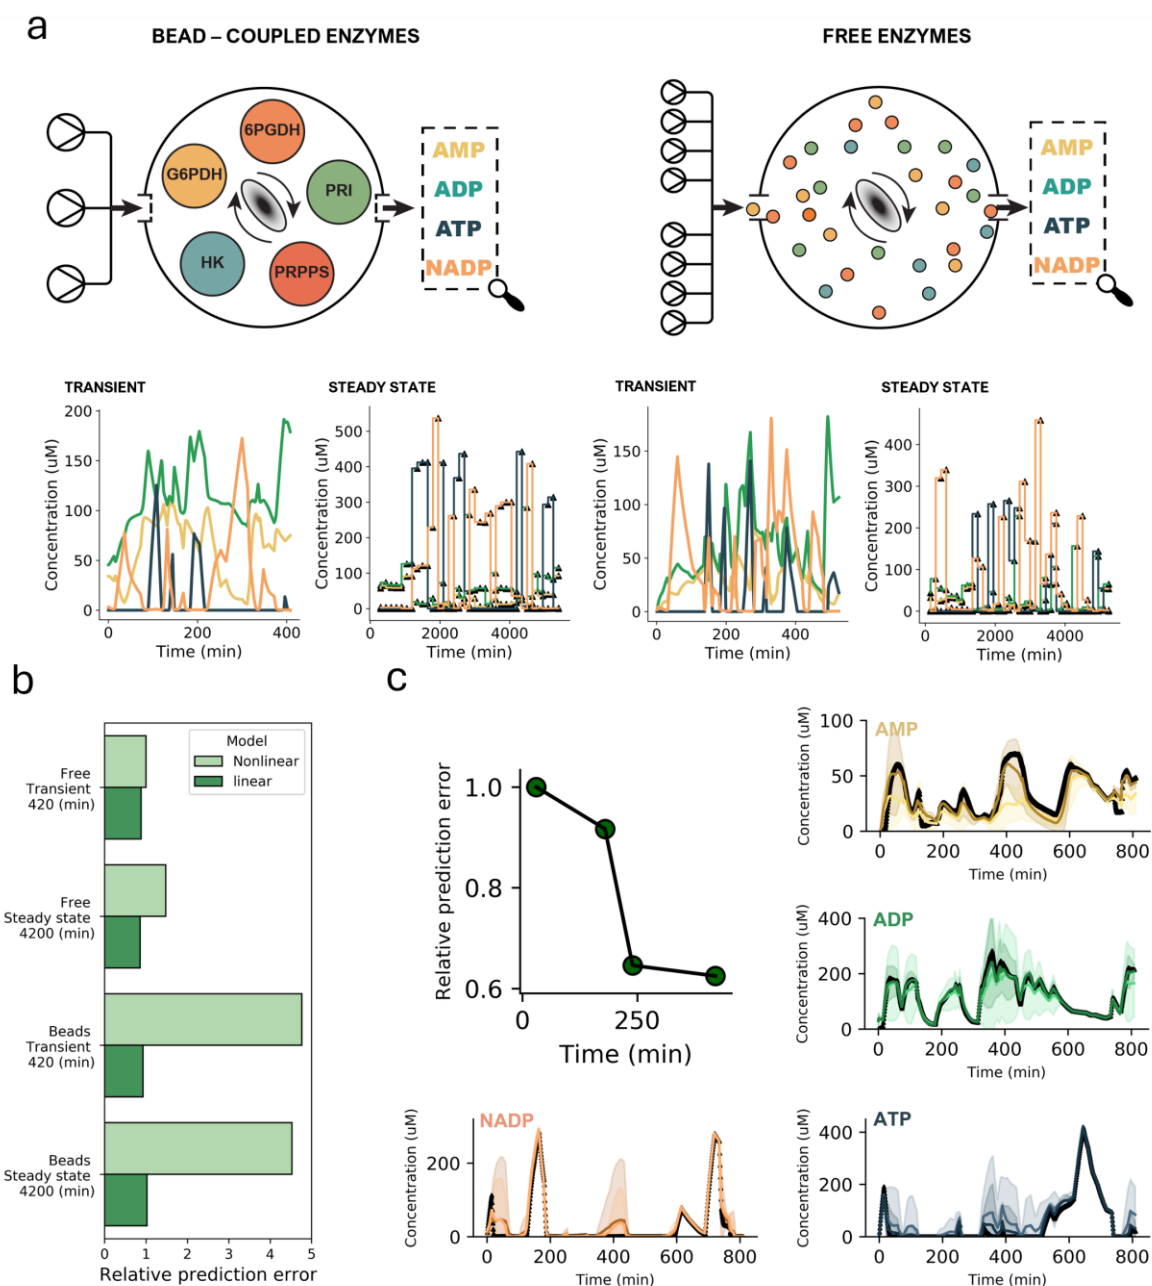 a
BEAD – COUPLED ENZYMES
FREE ENZYMES
6PGDH
G6PDH
PRI
HK
PRPPS
AMP
ADP
ATP
NADP
AMP
ADP
ATP
NADP
TRANSIENT
STEADY STATE
TRANSIENT
STEADY STATE
Concentration (uM)
200
150
100
50
0
0
200
400
Time (min)
Concentration (uM)
500
400
300
200
100
0
0
2000
4000
Time (min)
Concentration (uM)
150
100
50
0
0
200
400
Time (min)
Concentration (uM)
400
300
200
100
0
0
2000
4000
Time (min)
b
Model
Nonlinear
linear
Free
Transient
420 (min)
Free
Steady state
4200 (min)
Beads
Transient
420 (min)
Beads
Steady state
4200 (min)
0
1
2
3
4
5
Relative prediction error
c
Relative prediction error
1.0
0.8
0.6
0
250
Time (min)
AMP
Concentration (uM)
100
50
0
0
200
400
600
800
Time (min)
ADP
Concentration (uM)
400
200
0
0
200
400
600
800
Time (min)
NADP
Concentration (uM)
200
0
0
200
400
600
800
Time (min)
ATP
Concentration (uM)
400
200
0
0
200
400
600
800
Time (min)